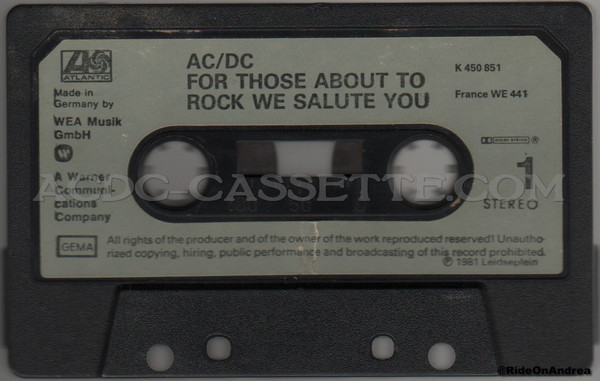 ATLANTIC
AC/DC
FOR THOSE ABOUT TO
ROCK WE SALUTE YOU
K 450 851
France WE 441
Made in
Germany by
WEA Musik
GmbH
A Warner
Communi-
cations
Company
DOLBY SYSTEM
1
STEREO
AC-DC-CASSETTE.COM
GEMA
All rights of the producer and of the owner of the work reproduced reserved! Unautho-
rized copying, hiring, public performance and broadcasting of this record prohibited.
℗ 1981 Leidseplein
@RideOnAndrea